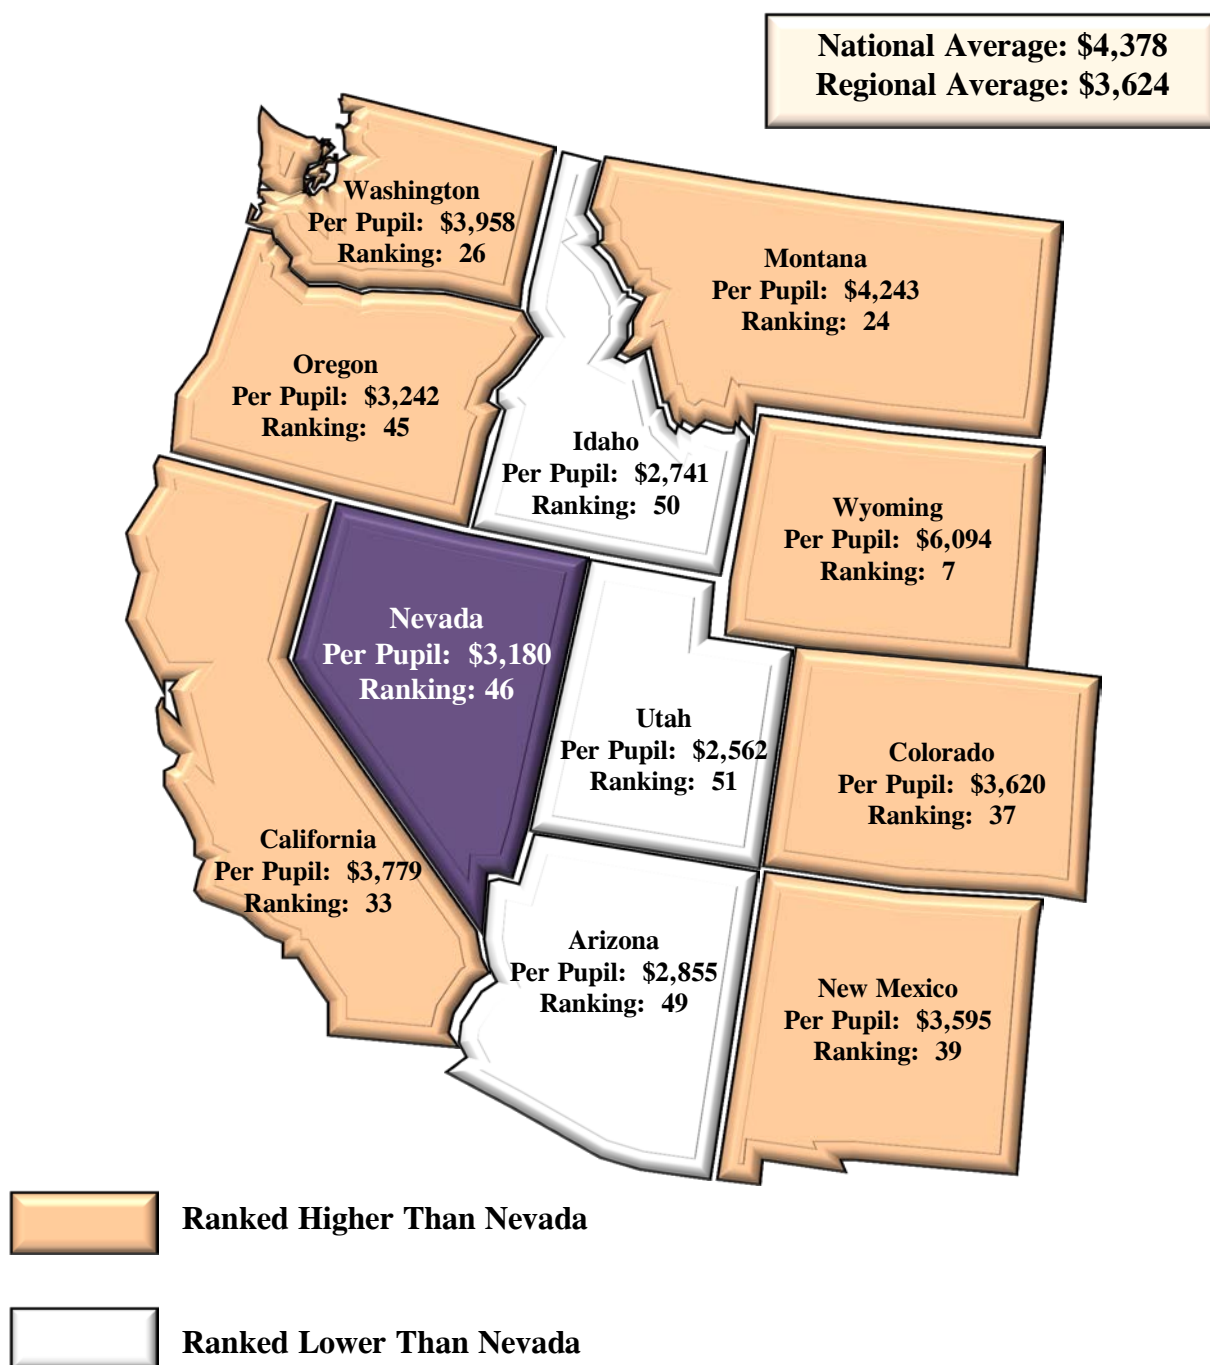 National Average: $4,378
Regional Average: $3,624
Washington
Per Pupil: $3,958
Ranking: 26
Montana
Per Pupil: $4,243
Ranking: 24
Oregon
Per Pupil: $3,242
Ranking: 45
Idaho
Per Pupil: $2,741
Ranking: 50
Wyoming
Per Pupil: $6,094
Ranking: 7
Nevada
Per Pupil: $3,180
Ranking: 46
Utah
Per Pupil: $2,562
Ranking: 51
Colorado
Per Pupil: $3,620
Ranking: 37
California
Per Pupil: $3,779
Ranking: 33
Arizona
Per Pupil: $2,855
Ranking: 49
New Mexico
Per Pupil: $3,595
Ranking: 39
Ranked Higher Than Nevada
Ranked Lower Than Nevada